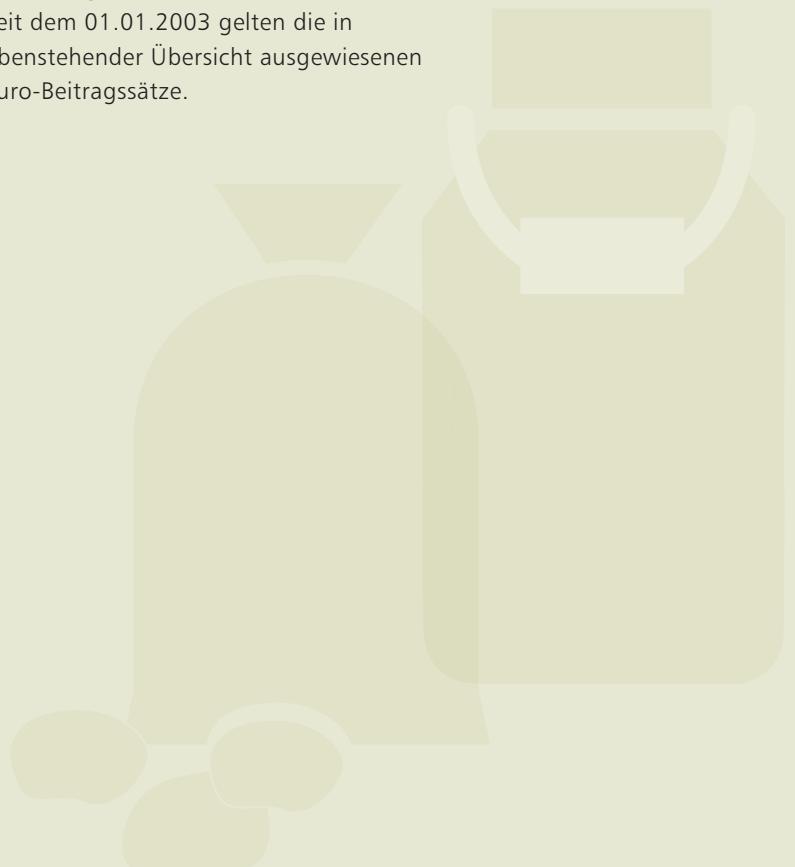 eit dem 01.01.2003 gelten die in
benstehender Übersicht ausgewiesenen
uro-Beitragssätze.